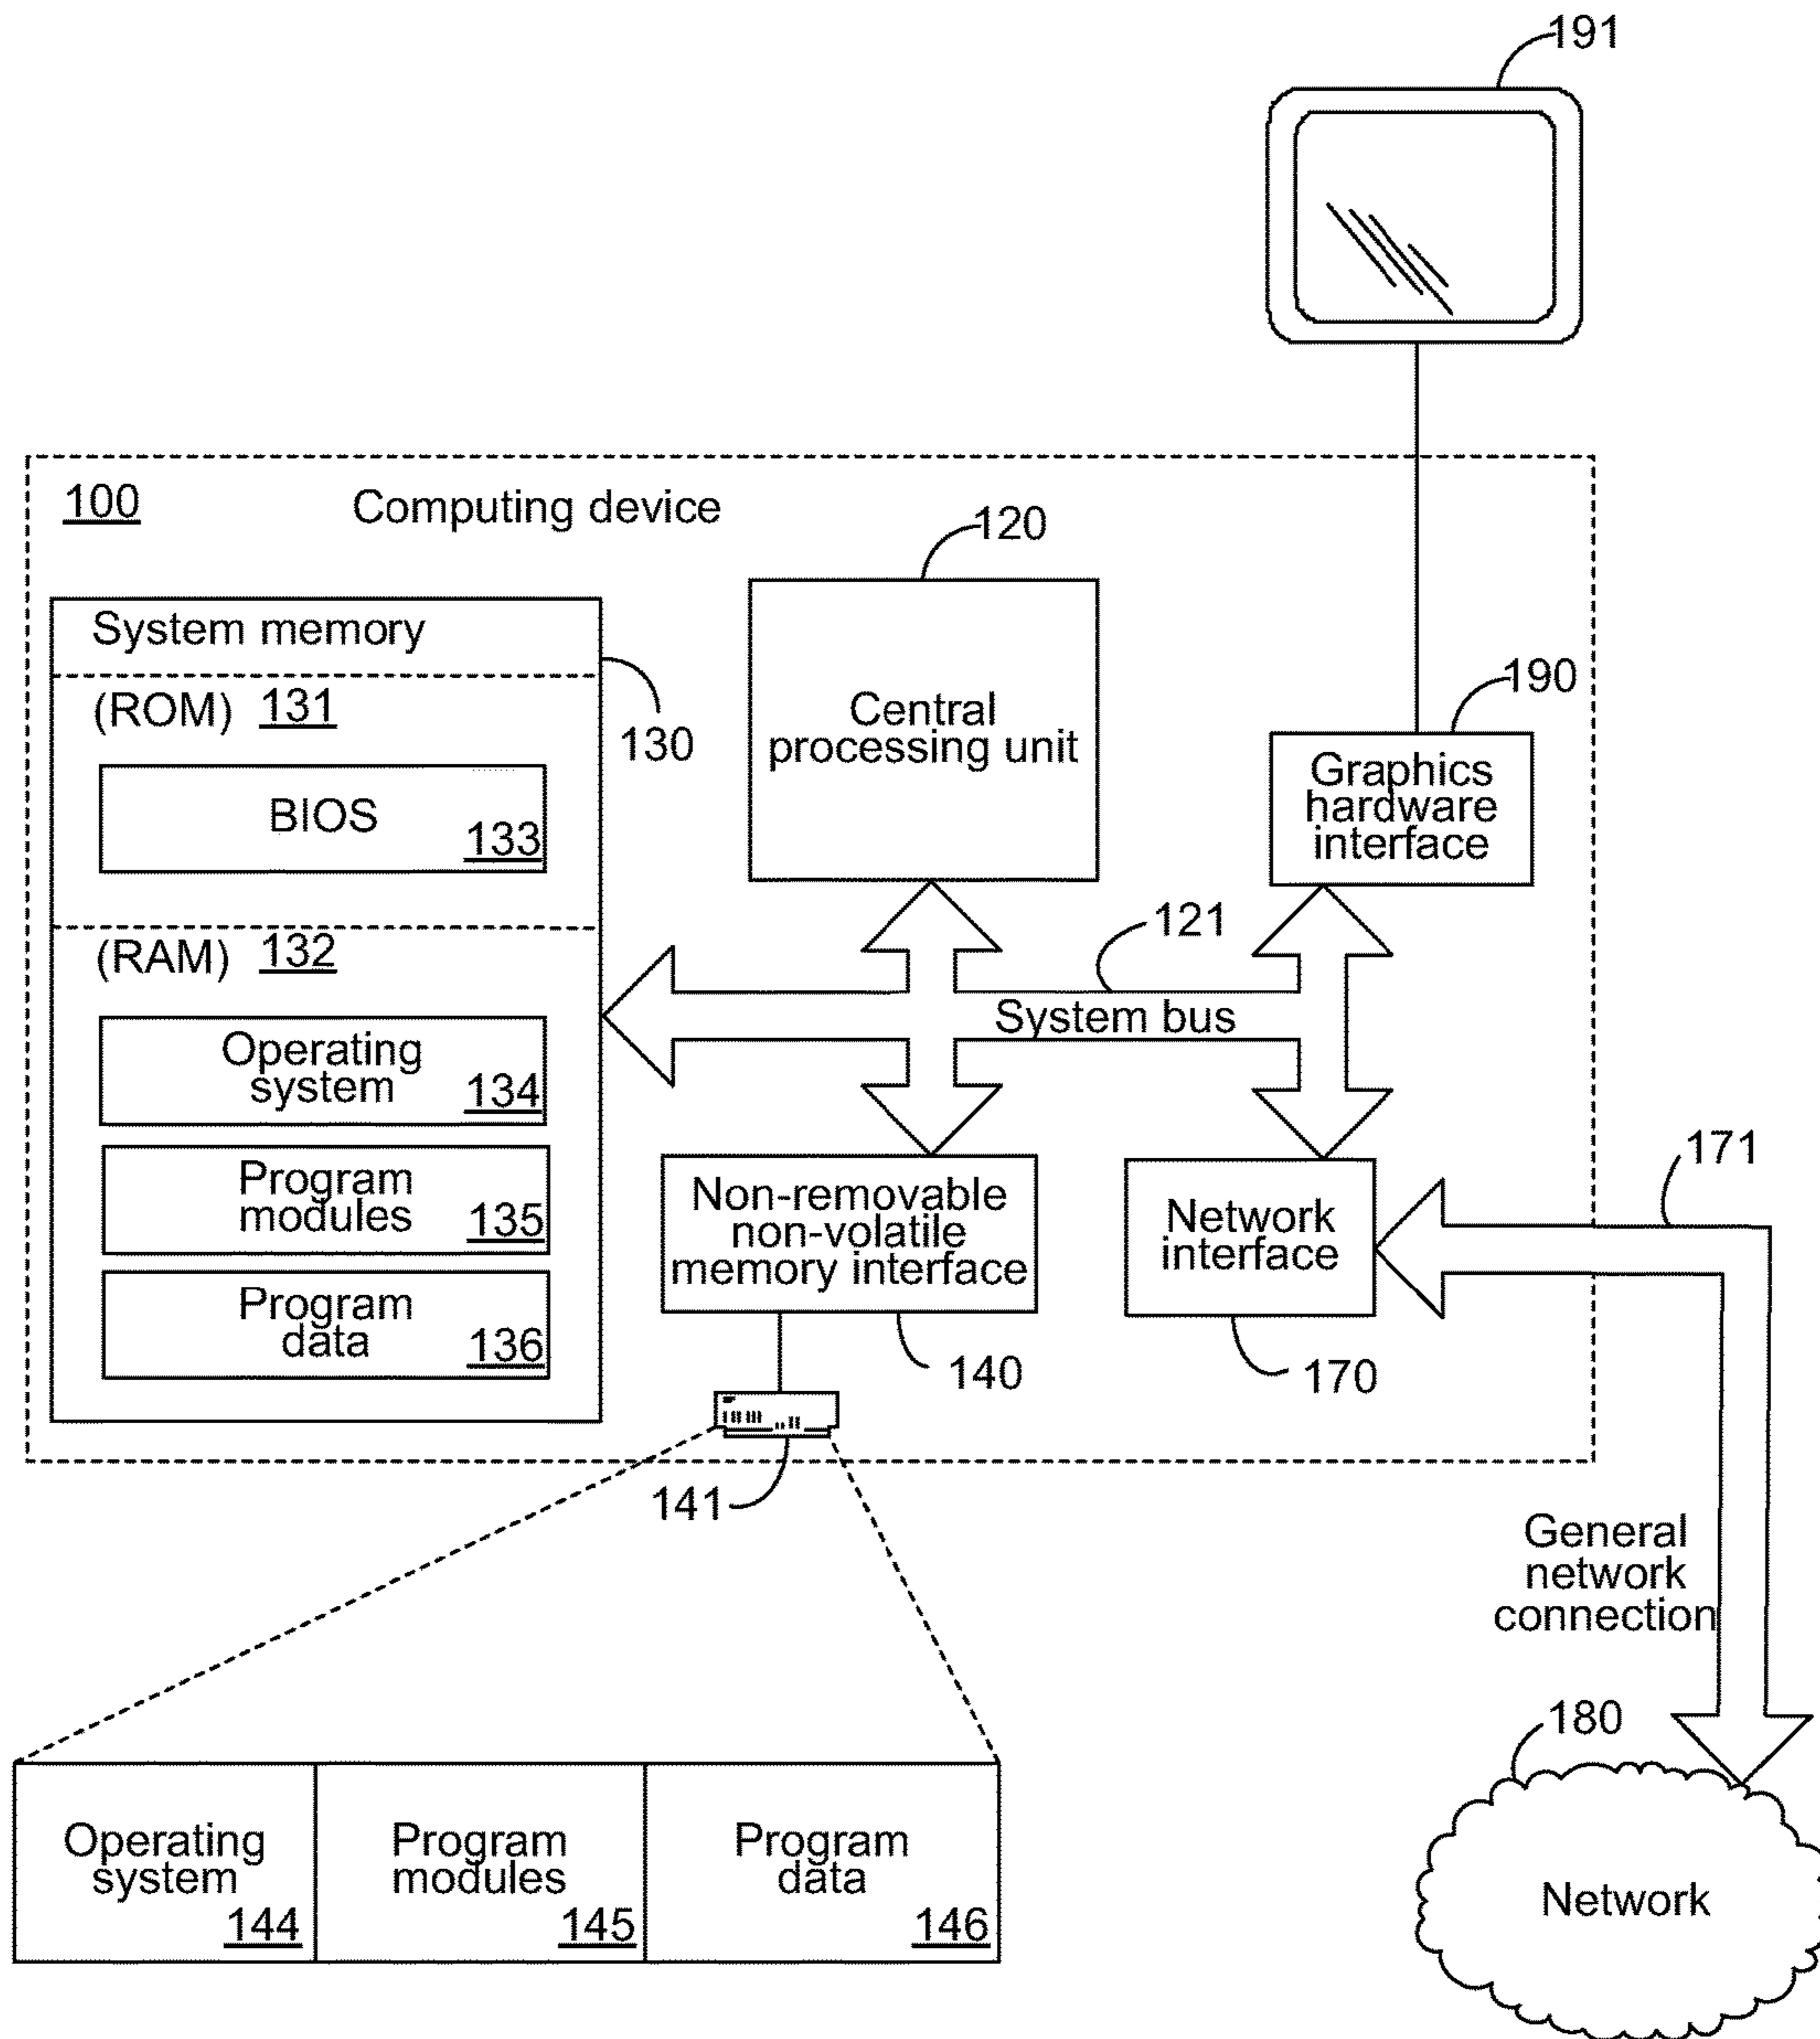 191
100
Computing device
120
System memory
(ROM) 131
130
BIOS
133
Central
processing unit
190
Graphics
hardware
interface
(RAM) 132
121
System bus
Operating
system
134
Program
modules
135
Program
data
136
Non-removable
non-volatile
memory interface
140
Network
interface
170
171
141
General
network
connection
180
Operating
system
144
Program
modules
145
Program
data
146
Network